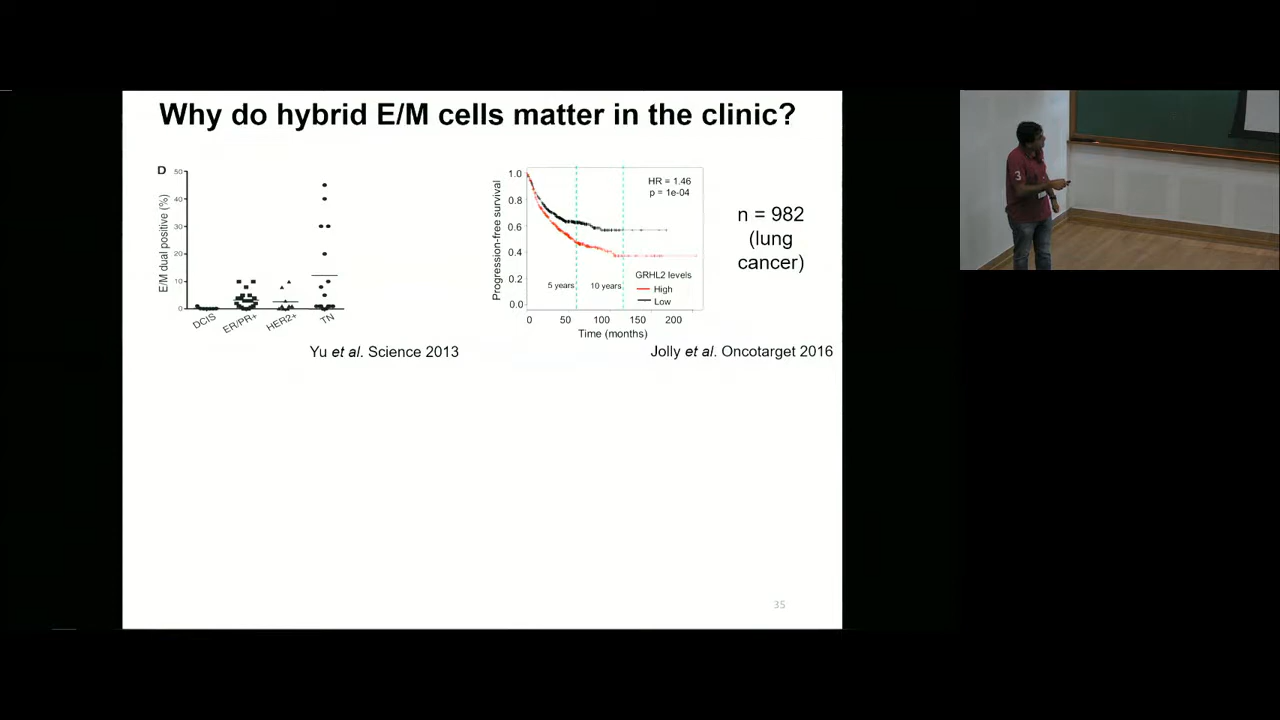 Why do hybrid E/M cells matter in the clinic?
D
E/M dual positive (%)
50
40
30
20
10
0
DCIS
ER/PR+
HER2+
TN
Yu et al. Science 2013
Progression-free survival
1.0
0.8
0.6
0.4
0.2
0.0
HR = 1.46
p = 1e-04
GRHL2 levels
High
Low
5 years
10 years
0 50 100 150 200
Time (months)
n = 982
(lung
cancer)
Jolly et al. Oncotarget 2016
35
3